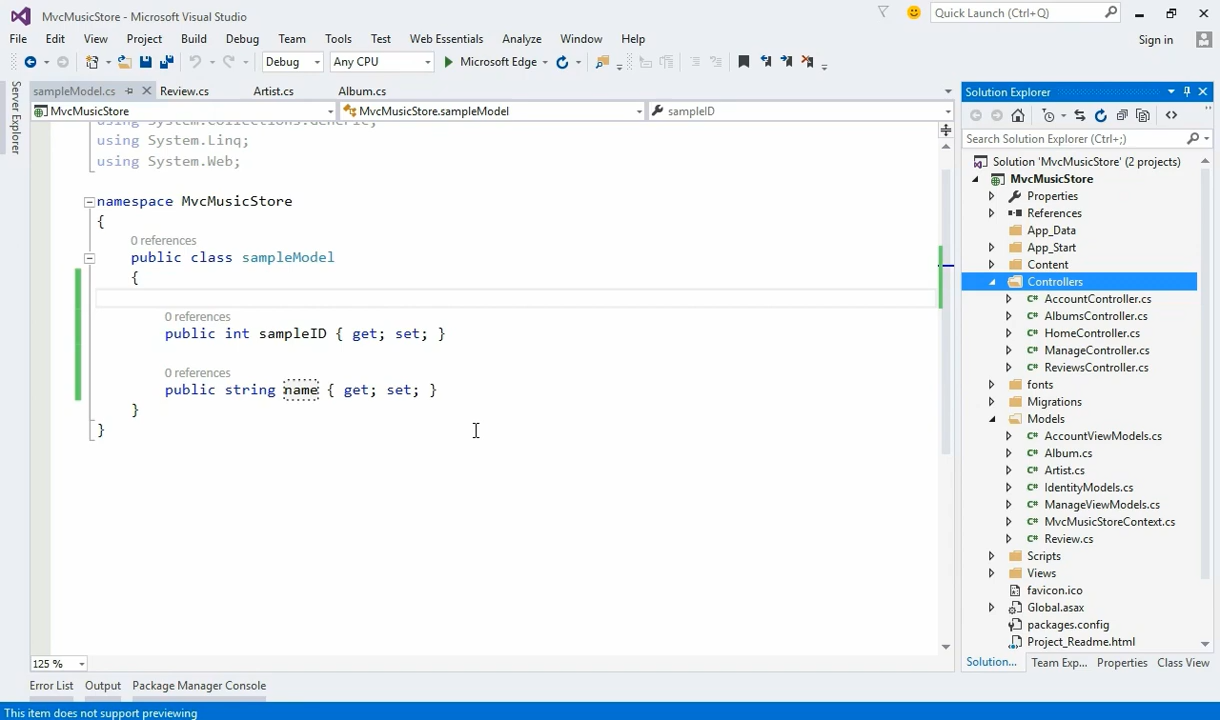 MvcMusicStore - Microsoft Visual Studio
Quick Launch (Ctrl+Q)
File Edit View Project Build Debug Team Tools Test Web Essentials Analyze Window Help
Sign in
Debug Any CPU Microsoft Edge
Server Explorer
sampleModel.cs Review.cs Artist.cs Album.cs
MvcMusicStore MvcMusicStore.sampleModel sampleID
using System.Collections.Generic;
using System.Linq;
using System.Web;
namespace MvcMusicStore
{
0 references
public class sampleModel
{
0 references
public int sampleID { get; set; }
0 references
public string name { get; set; }
}
}
125 %
Error List Output Package Manager Console
This item does not support previewing
Solution Explorer
Search Solution Explorer (Ctrl+;)
Solution 'MvcMusicStore' (2 projects)
MvcMusicStore
Properties
References
App_Data
App_Start
Content
Controllers
C# AccountController.cs
C# AlbumsController.cs
C# HomeController.cs
C# ManageController.cs
C# ReviewsController.cs
fonts
Migrations
Models
C# AccountViewModels.cs
C# Album.cs
C# Artist.cs
C# IdentityModels.cs
C# ManageViewModels.cs
C# MvcMusicStoreContext.cs
C# Review.cs
Scripts
Views
favicon.ico
Global.asax
packages.config
Project_Readme.html
Solution... Team Exp... Properties Class View